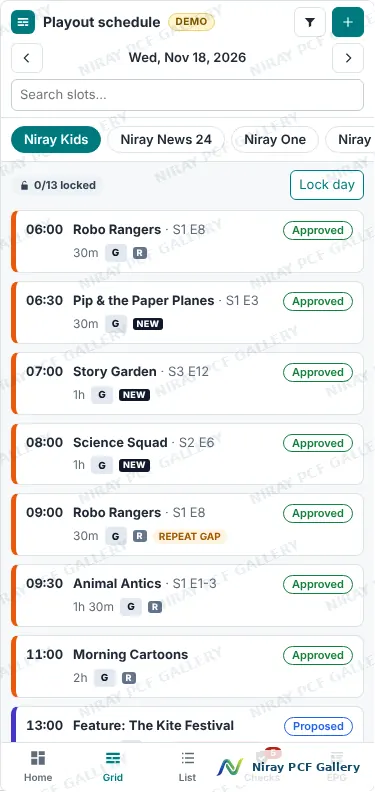 Playout schedule DEMO
Wed, Nov 18, 2026
Search slots...
Niray Kids Niray News 24 Niray One Niray
0/13 locked Lock day
06:00 Robo Rangers · S1 E8 Approved
30m G R
06:30 Pip & the Paper Planes · S1 E3 Approved
30m G NEW
07:00 Story Garden · S3 E12 Approved
1h G NEW
08:00 Science Squad · S2 E6 Approved
1h G NEW
09:00 Robo Rangers · S1 E8 Approved
30m G R REPEAT GAP
09:30 Animal Antics · S1 E1-3 Approved
1h 30m G R
11:00 Morning Cartoons Approved
2h G R
13:00 Feature: The Kite Festival Proposed
Home Grid List Checks EPG
Niray PCF Gallery
NIRAY PCF GALLERY